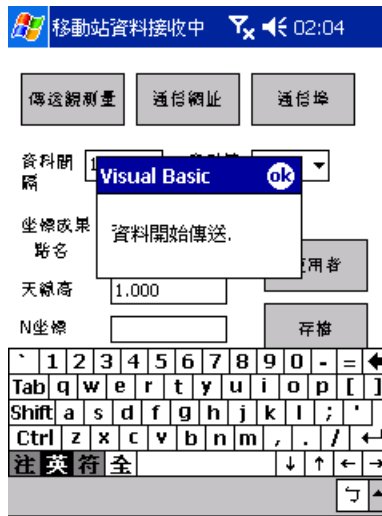 移動站資料接收中 02:04
傳送觀測量 通信網址 通信埠
資料間隔 1
Visual Basic ok
資料開始傳送.
坐標成果
點名
用者
天線高 1.000
N坐標 存檔
` 1 2 3 4 5 6 7 8 9 0 - =
Tab q w e r t y u i o p [ ]
Shift a s d f g h j k l ; '
Ctrl z x c v b n m , . /
注 英 符 全 ↓ ↑ ← →
ㄅ